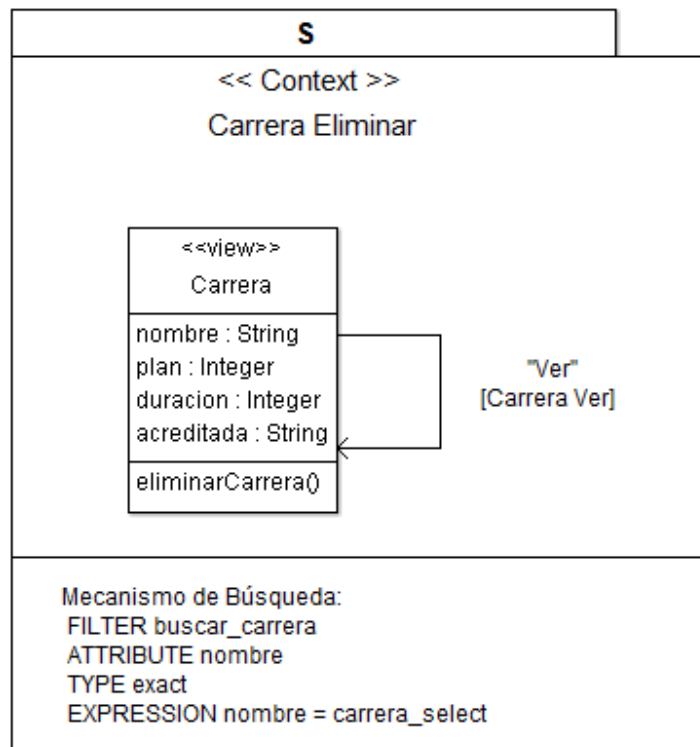 S
<< Context >>
Carrera Eliminar
<<view>>
Carrera
nombre : String
plan : Integer
duracion : Integer
acreditada : String
eliminarCarrera()
"Ver"
[Carrera Ver]
Mecanismo de Búsqueda:
FILTER buscar_carrera
ATTRIBUTE nombre
TYPE exact
EXPRESSION nombre = carrera_select